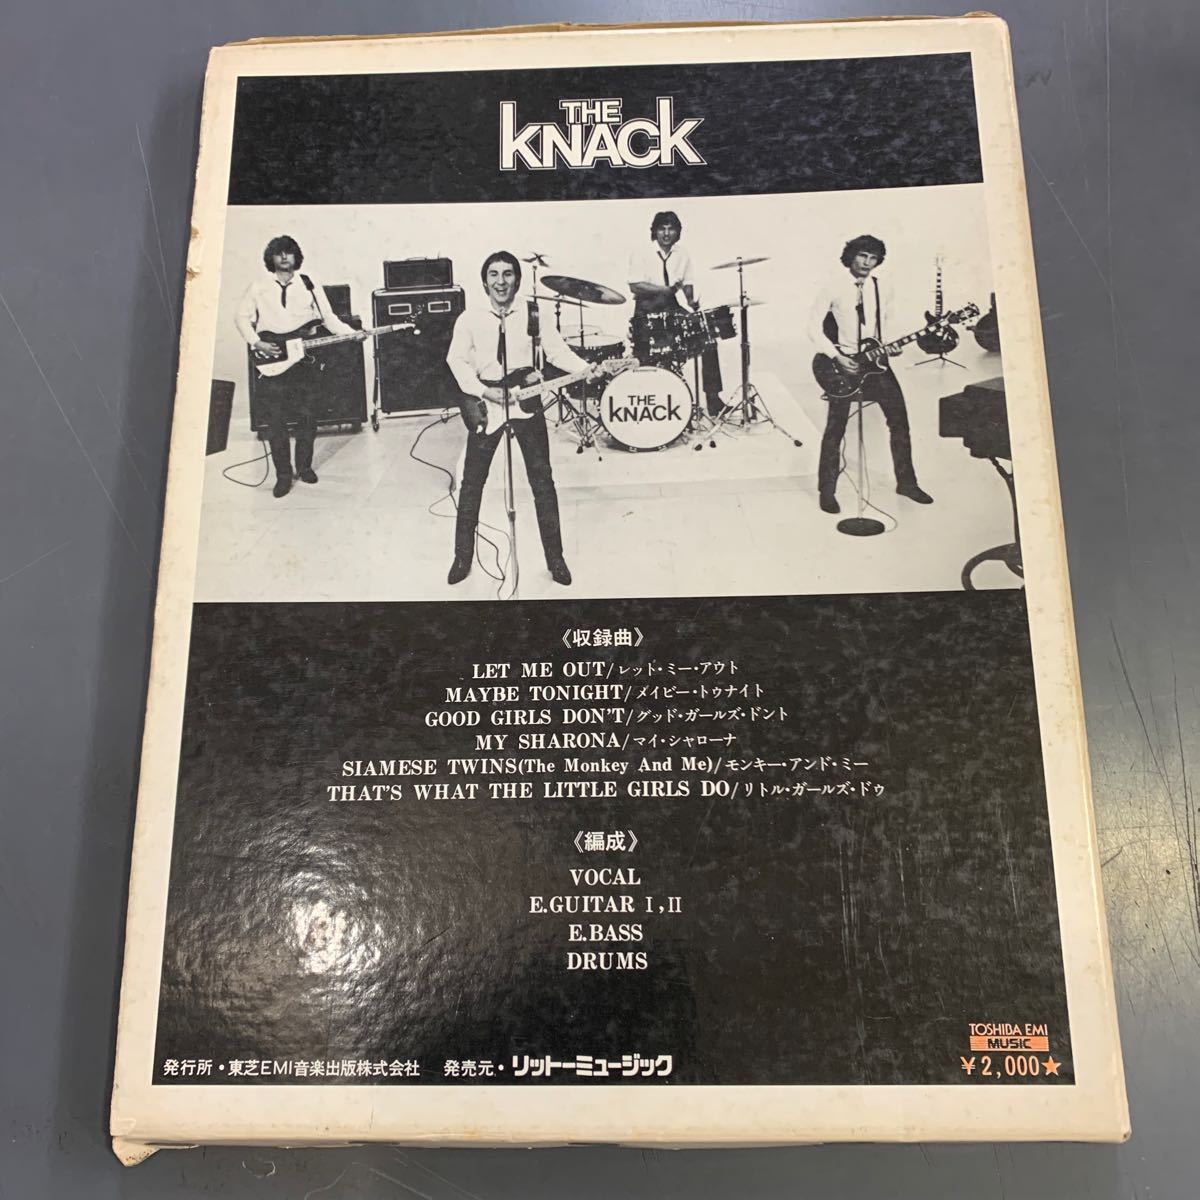 THE
KNACK
THE
KNACK
《収録曲》
LET ME OUT/レッド・ミー・アウト
MAYBE TONIGHT/メイビー・トゥナイト
GOOD GIRLS DON'T/グッド・ガールズ・ドント
MY SHARONA/マイ・シャローナ
SIAMESE TWINS(The Monkey And Me)/モンキー・アンド・ミー
THAT'S WHAT THE LITTLE GIRLS DO/リトル・ガールズ・ドゥ
《編成》
VOCAL
E.GUITAR I,II
E.BASS
DRUMS
TOSHIBA EMI
MUSIC
発行所・東芝EMI音楽出版株式会社 発売元・リットーミュージック ¥2,000★